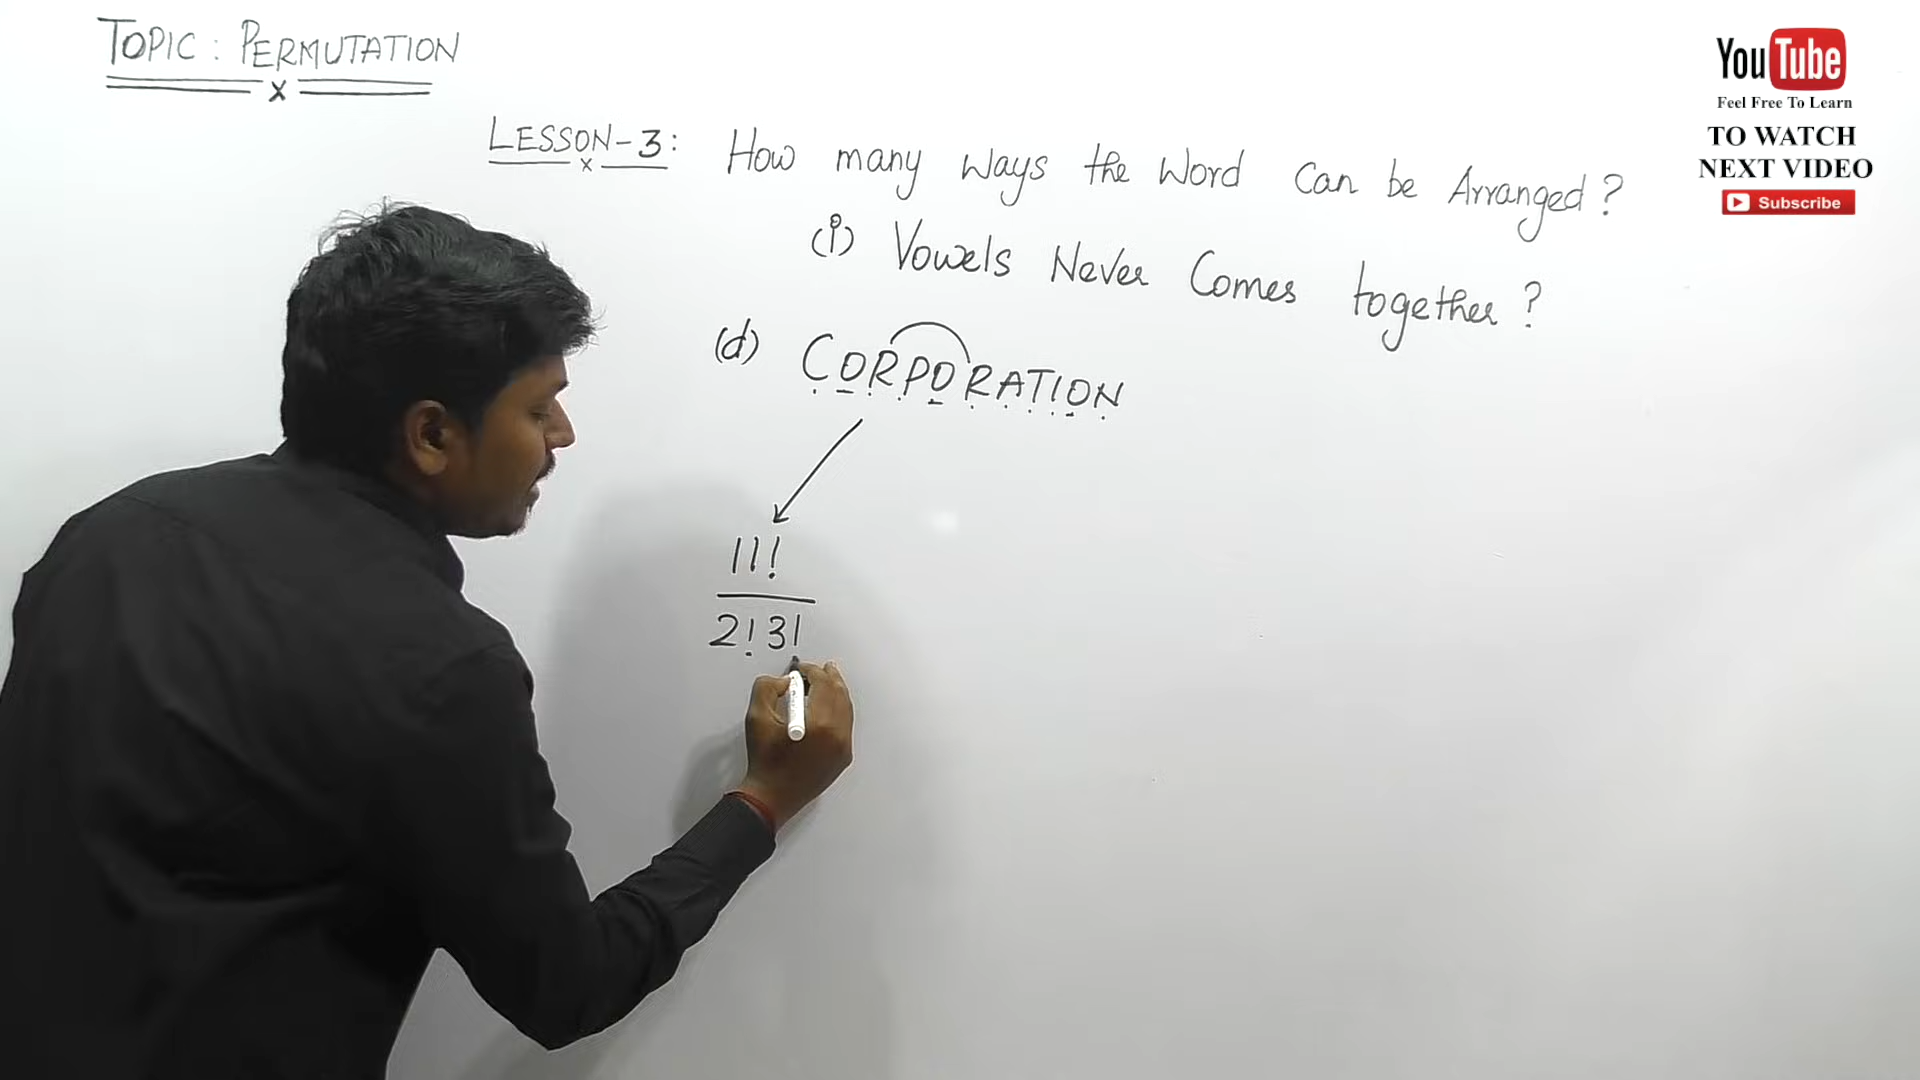 TOPIC : PERMUTATION
x
LESSON-3: How many ways the word can be Arranged?
x
(i) Vowels Never Comes together?
(d) CORPORATION
11!
2! 3!
YouTube
Feel Free To Learn
TO WATCH
NEXT VIDEO
Subscribe